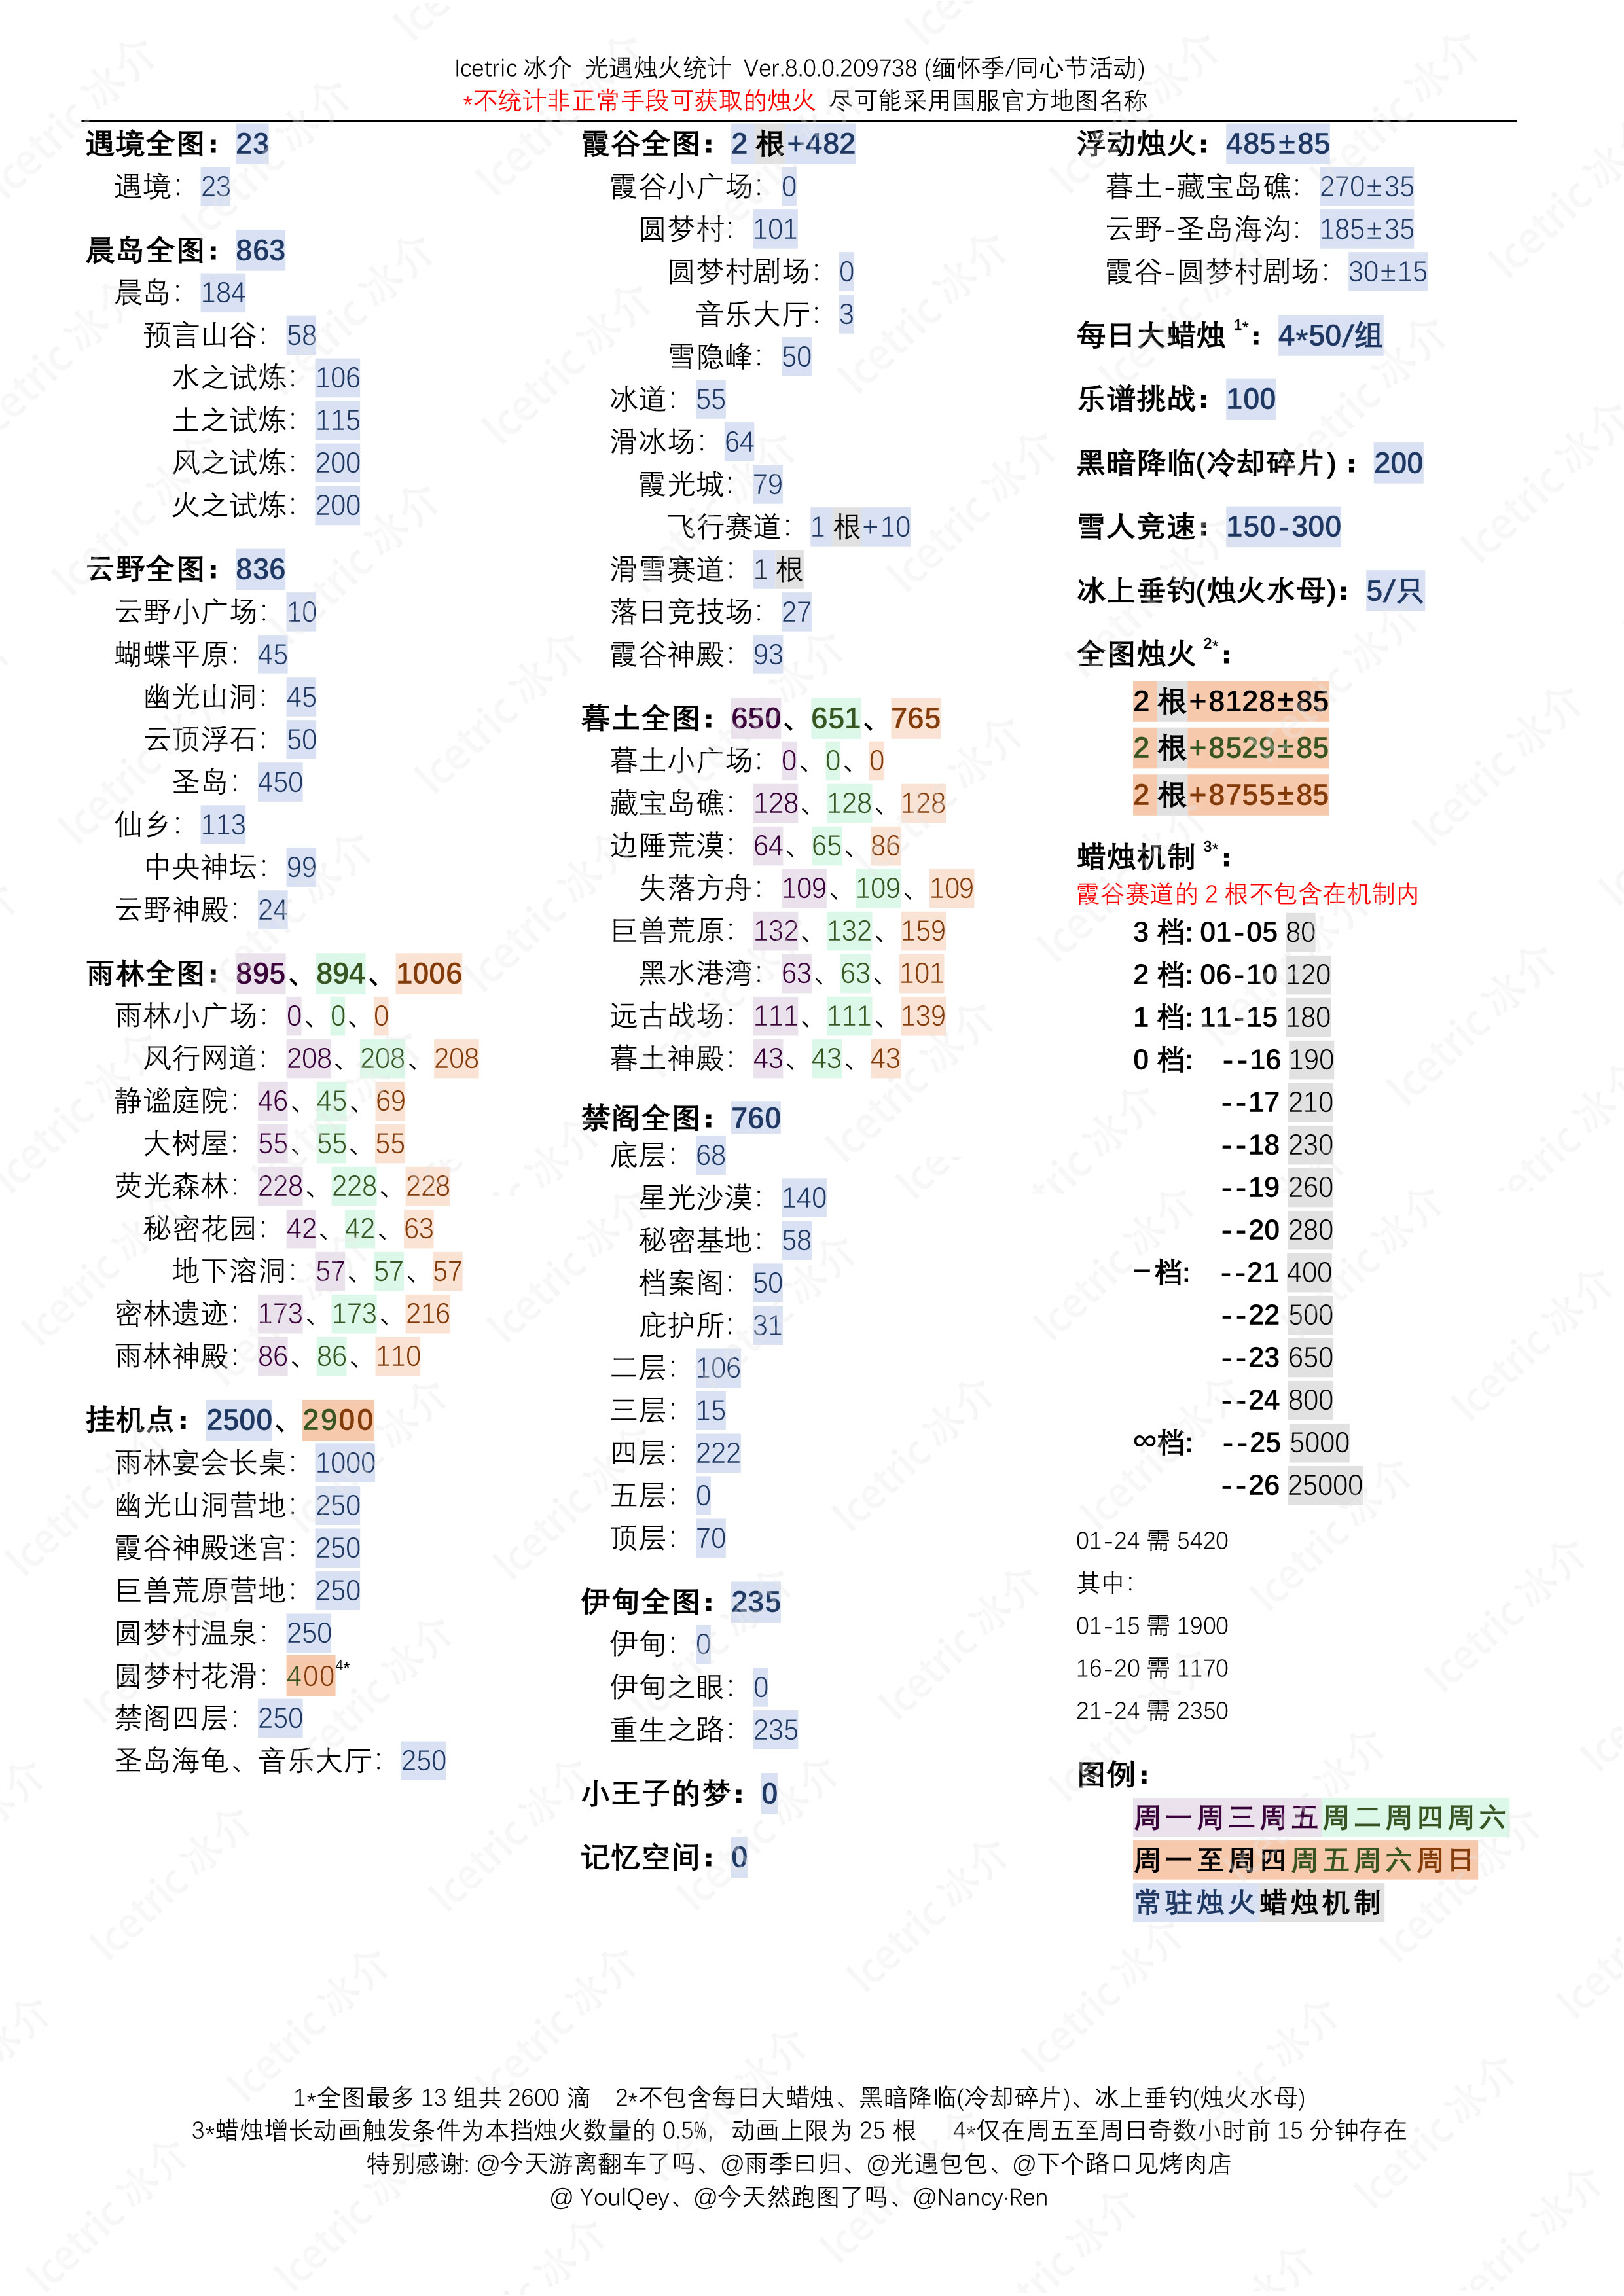 Icetric 冰介 光遇烛火统计 Ver.8.0.0.209738 (缅怀季/同心节活动)
*不统计非正常手段可获取的烛火 尽可能采用国服官方地图名称
遇境全图：23
遇境：23
晨岛全图：863
晨岛：184
预言山谷：58
水之试炼：106
土之试炼：115
风之试炼：200
火之试炼：200
云野全图：836
云野小广场：10
蝴蝶平原：45
幽光山洞：45
云顶浮石：50
圣岛：450
仙乡：113
中央神坛：99
云野神殿：24
雨林全图：895、894、1006
雨林小广场：0、0、0
风行网道：208、208、208
静谧庭院：46、45、69
大树屋：55、55、55
荧光森林：228、228、228
秘密花园：42、42、63
地下溶洞：57、57、57
密林遗迹：173、173、216
雨林神殿：86、86、110
挂机点：2500、2900
雨林宴会长桌：1000
幽光山洞营地：250
霞谷神殿迷宫：250
巨兽荒原营地：250
圆梦村温泉：250
圆梦村花滑：400 4*
禁阁四层：250
圣岛海龟、音乐大厅：250
霞谷全图：2 根+482
霞谷小广场：0
圆梦村：101
圆梦村剧场：0
音乐大厅：3
雪隐峰：50
冰道：55
滑冰场：64
霞光城：79
飞行赛道：1 根+10
滑雪赛道：1 根
落日竞技场：27
霞谷神殿：93
暮土全图：650、651、765
暮土小广场：0、0、0
藏宝岛礁：128、128、128
边陲荒漠：64、65、86
失落方舟：109、109、109
巨兽荒原：132、132、159
黑水港湾：63、63、101
远古战场：111、111、139
暮土神殿：43、43、43
禁阁全图：760
底层：68
星光沙漠：140
秘密基地：58
档案阁：50
庇护所：31
二层：106
三层：15
四层：222
五层：0
顶层：70
伊甸全图：235
伊甸：0
伊甸之眼：0
重生之路：235
小王子的梦：0
记忆空间：0
浮动烛火：485±85
暮土-藏宝岛礁：270±35
云野-圣岛海沟：185±35
霞谷-圆梦村剧场：30±15
每日大蜡烛 1*：4*50/组
乐谱挑战：100
黑暗降临(冷却碎片)：200
雪人竞速：150-300
冰上垂钓(烛火水母)：5/只
全图烛火 2*：
2 根+8128±85
2 根+8529±85
2 根+8755±85
蜡烛机制 3*：
霞谷赛道的 2 根不包含在机制内
3 档: 01-05 80
2 档: 06-10 120
1 档: 11-15 180
0 档: --16 190
--17 210
--18 230
--19 260
--20 280
−档: --21 400
--22 500
--23 650
--24 800
∞档: --25 5000
--26 25000
01-24 需 5420
其中：
01-15 需 1900
16-20 需 1170
21-24 需 2350
图例：
周一周三周五周二周四周六
周一至周四周五周六周日
常驻烛火蜡烛机制
1*全图最多 13 组共 2600 滴 2*不包含每日大蜡烛、黑暗降临(冷却碎片)、冰上垂钓(烛火水母)
3*蜡烛增长动画触发条件为本挡烛火数量的 0.5%，动画上限为 25 根 4*仅在周五至周日奇数小时前 15 分钟存在
特别感谢: @今天游离翻车了吗、@雨季曰归、@光遇包包、@下个路口见烤肉店
@ YoulQey、@今天然跑图了吗、@Nancy·Ren